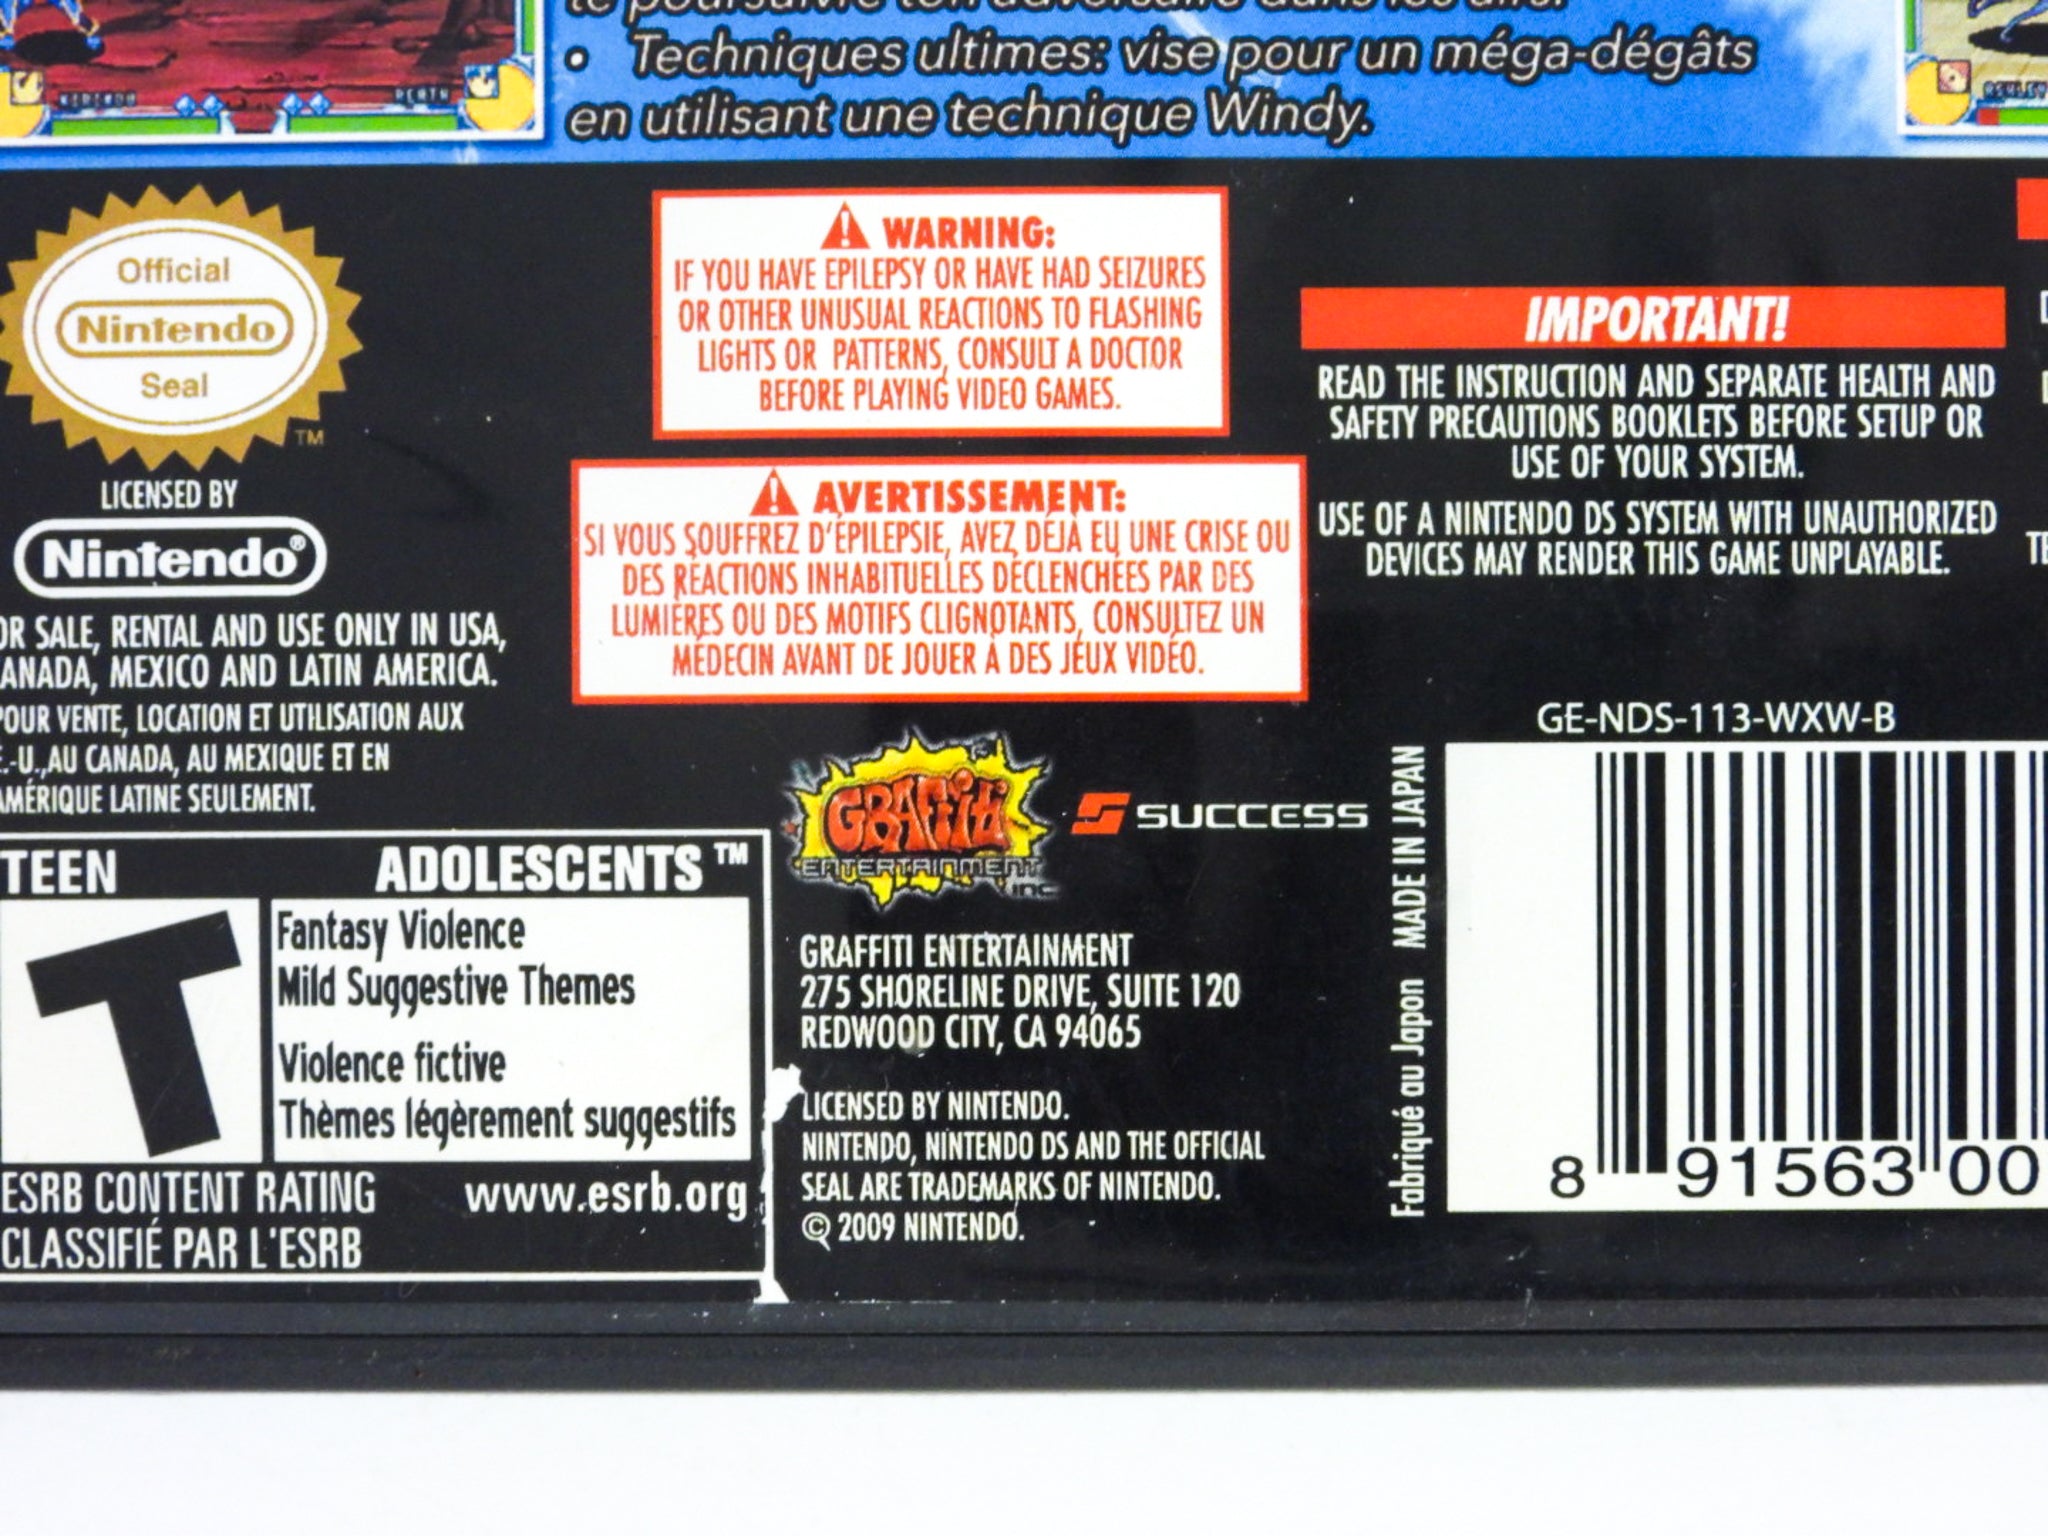 • Techniques ultimes: vise pour un méga-dégâts
en utilisant une technique Windy.
Official
Nintendo
Seal
TM
LICENSED BY
Nintendo®
OR SALE, RENTAL AND USE ONLY IN USA,
ANADA, MEXICO AND LATIN AMERICA.
POUR VENTE, LOCATION ET UTILISATION AUX
.-U.,AU CANADA, AU MEXIQUE ET EN
AMÉRIQUE LATINE SEULEMENT.
TEEN ADOLESCENTS ™
T
Fantasy Violence
Mild Suggestive Themes
Violence fictive
Thèmes légèrement suggestifs
ESRB CONTENT RATING www.esrb.org
CLASSIFIÉ PAR L'ESRB
WARNING:
IF YOU HAVE EPILEPSY OR HAVE HAD SEIZURES
OR OTHER UNUSUAL REACTIONS TO FLASHING
LIGHTS OR PATTERNS, CONSULT A DOCTOR
BEFORE PLAYING VIDEO GAMES.
AVERTISSEMENT:
SI VOUS SOUFFREZ D'ÉPILEPSIE, AVEZ DÉJÀ EU UNE CRISE OU
DES RÉACTIONS INHABITUELLES DÉCLENCHÉES PAR DES
LUMIÈRES OU DES MOTIFS CLIGNOTANTS, CONSULTEZ UN
MÉDECIN AVANT DE JOUER À DES JEUX VIDÉO.
GRAFFiti
ENTERTAINMENT
inc
SUCCESS
GRAFFITI ENTERTAINMENT
275 SHORELINE DRIVE, SUITE 120
REDWOOD CITY, CA 94065
LICENSED BY NINTENDO.
NINTENDO, NINTENDO DS AND THE OFFICIAL
SEAL ARE TRADEMARKS OF NINTENDO.
© 2009 NINTENDO.
IMPORTANT!
READ THE INSTRUCTION AND SEPARATE HEALTH AND
SAFETY PRECAUTIONS BOOKLETS BEFORE SETUP OR
USE OF YOUR SYSTEM.
USE OF A NINTENDO DS SYSTEM WITH UNAUTHORIZED
DEVICES MAY RENDER THIS GAME UNPLAYABLE.
GE-NDS-113-WXW-B
Fabriqué au Japon MADE IN JAPAN
8 91563 00